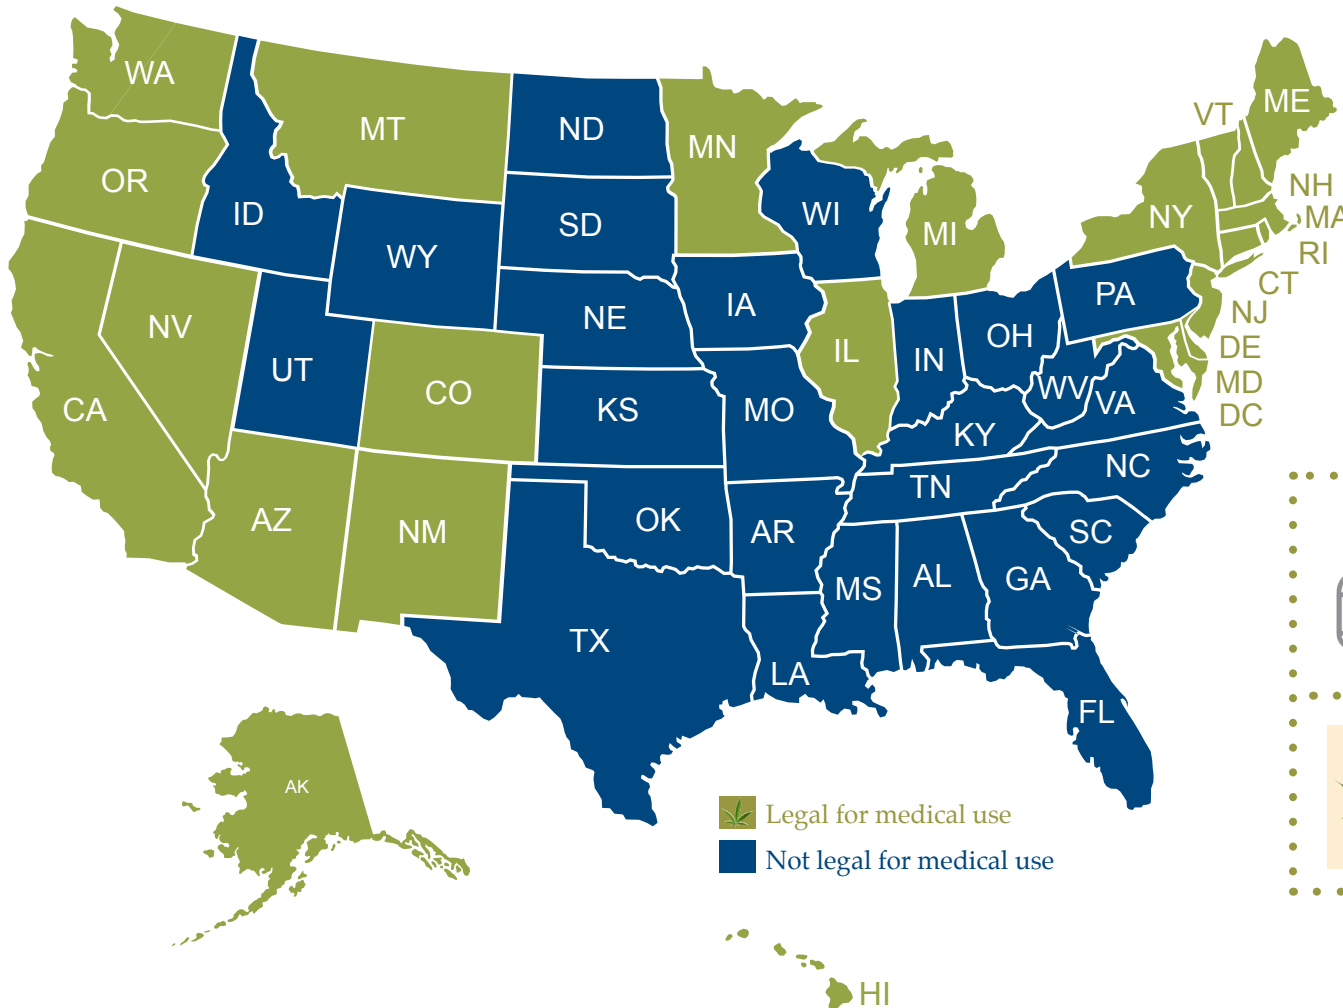 WA
MT
ND
MN
VT
ME
OR
ID
SD
WI
MI
NY
NH
MA
RI
CT
WY
NE
IA
PA
NJ
NV
UT
CO
IL
IN
OH
DE
MD
DC
CA
KS
MO
WV
VA
KY
NC
AZ
NM
OK
AR
TN
SC
MS
AL
GA
TX
LA
FL
AK
Legal for medical use
Not legal for medical use
HI